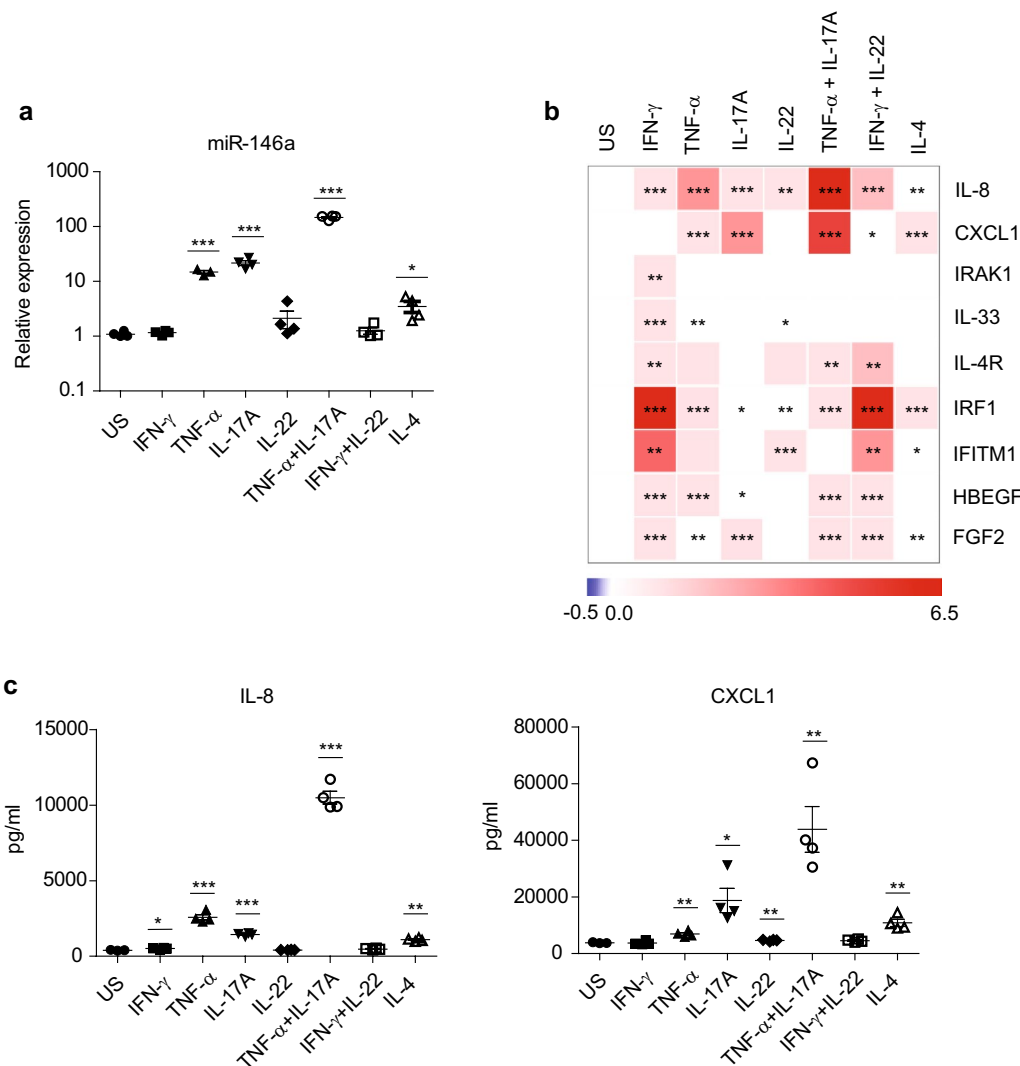 a
miR-146a
Relative expression
1000
100
10
1
0.1
***
***
***
*
US
IFN-γ
TNF-α
IL-17A
IL-22
TNF-α+IL-17A
IFN-γ+IL-22
IL-4
b
US
IFN-γ
TNF-α
IL-17A
IL-22
TNF-α + IL-17A
IFN-γ + IL-22
IL-4
*** *** *** ** *** *** ** IL-8
*** *** *** * *** CXCL1
** IRAK1
*** ** * IL-33
** ** ** IL-4R
*** *** * ** *** *** *** IRF1
** *** ** * IFITM1
*** *** * *** *** HBEGF
*** ** *** *** *** ** FGF2
-0.5 0.0 6.5
c
IL-8
pg/ml
15000
10000
5000
0
*
***
***
***
**
US
IFN-γ
TNF-α
IL-17A
IL-22
TNF-α+IL-17A
IFN-γ+IL-22
IL-4
CXCL1
pg/ml
80000
60000
40000
20000
0
**
*
**
**
**
US
IFN-γ
TNF-α
IL-17A
IL-22
TNF-α+IL-17A
IFN-γ+IL-22
IL-4